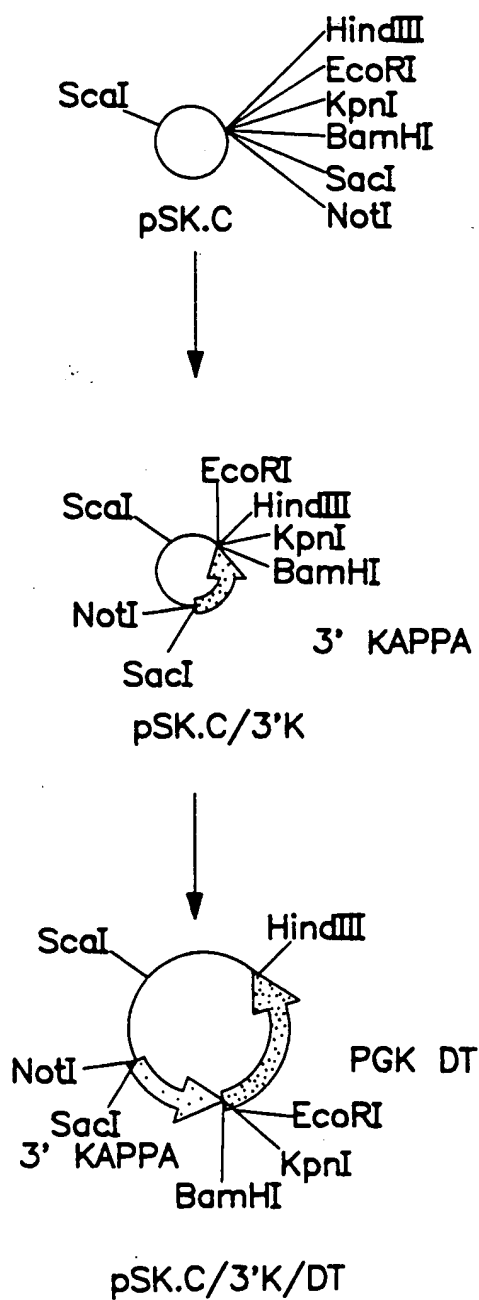 HindIII
EcoRI
ScaI
KpnI
BamHI
SacI
NotI
pSK.C
EcoRI
ScaI
HindIII
KpnI
BamHI
NotI
3' KAPPA
SacI
pSK.C/3'K
HindIII
ScaI
PGK DT
NotI
EcoRI
SacI
3' KAPPA
KpnI
BamHI
pSK.C/3'K/DT